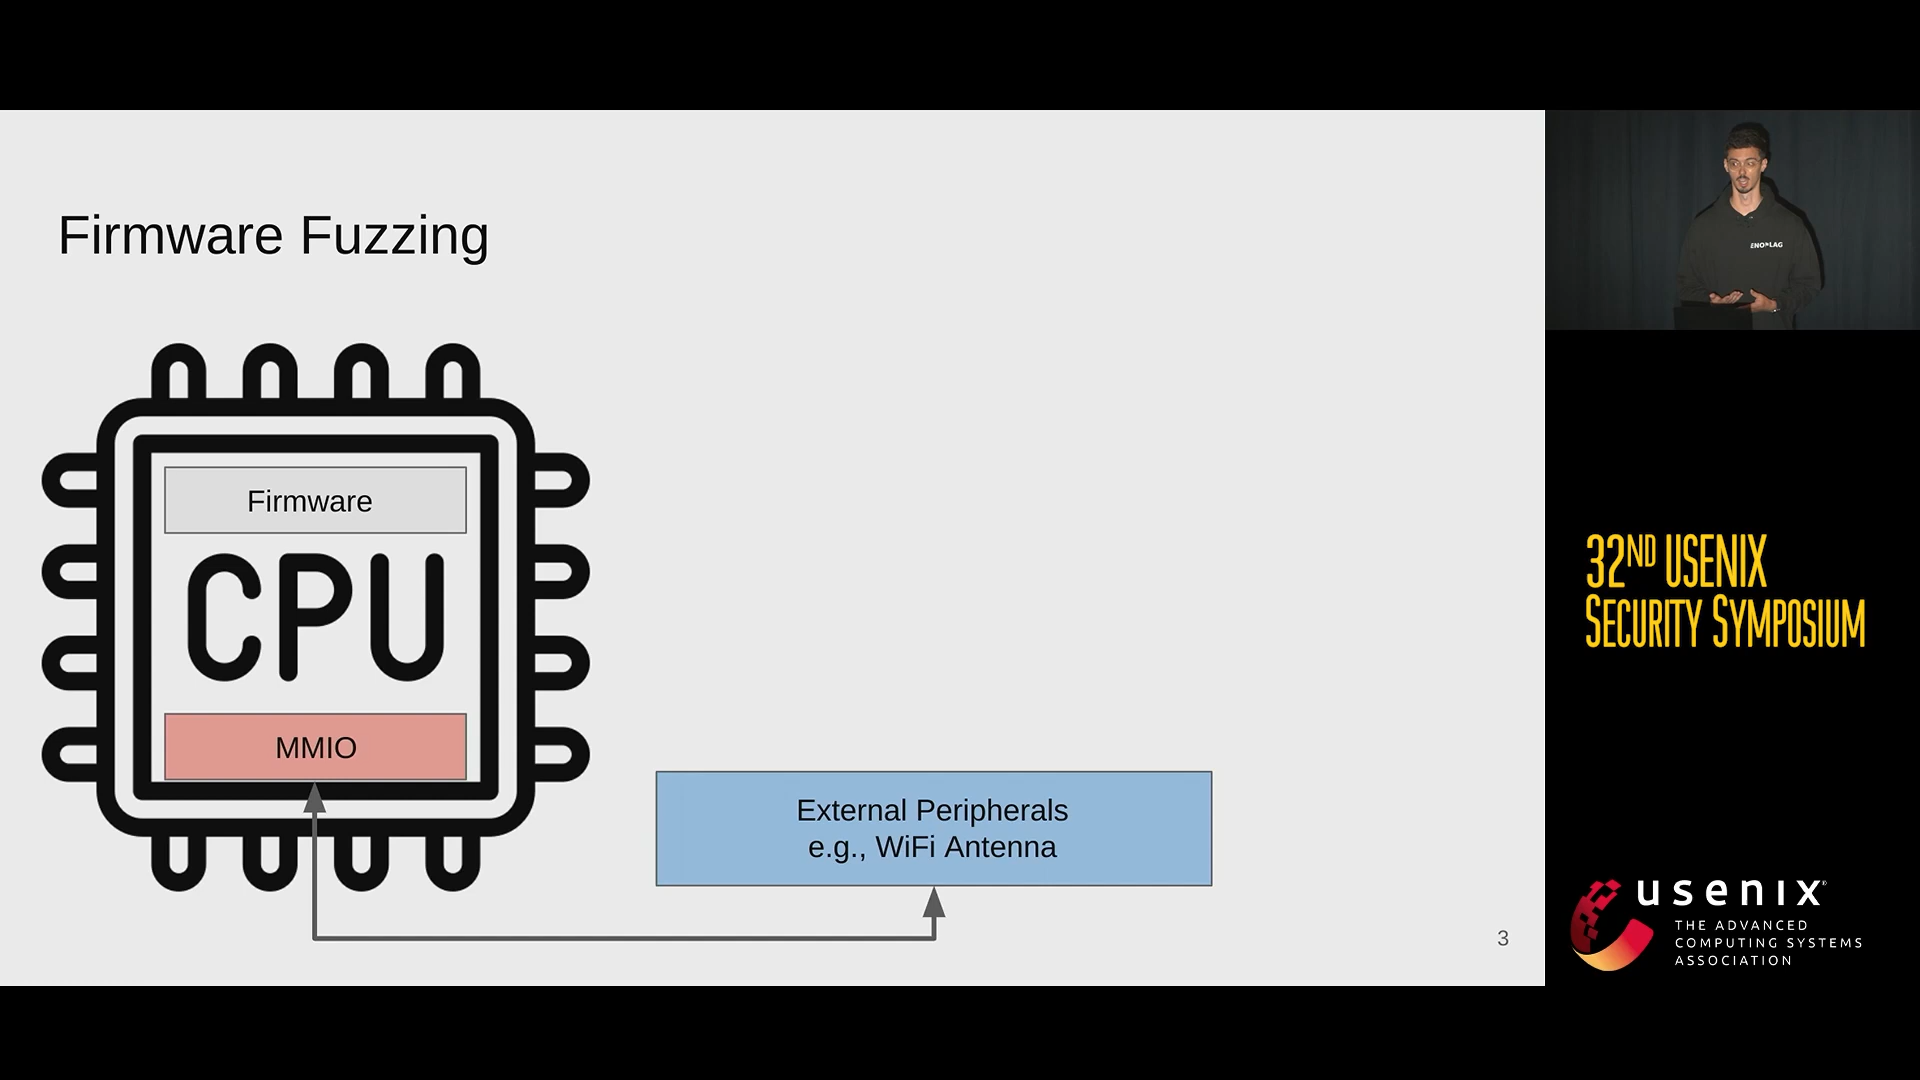 Firmware Fuzzing
Firmware
CPU
MMIO
External Peripherals
e.g., WiFi Antenna
3
ENOFLAG
32ND USENIX
SECURITY SYMPOSIUM
usenix®
THE ADVANCED
COMPUTING SYSTEMS
ASSOCIATION